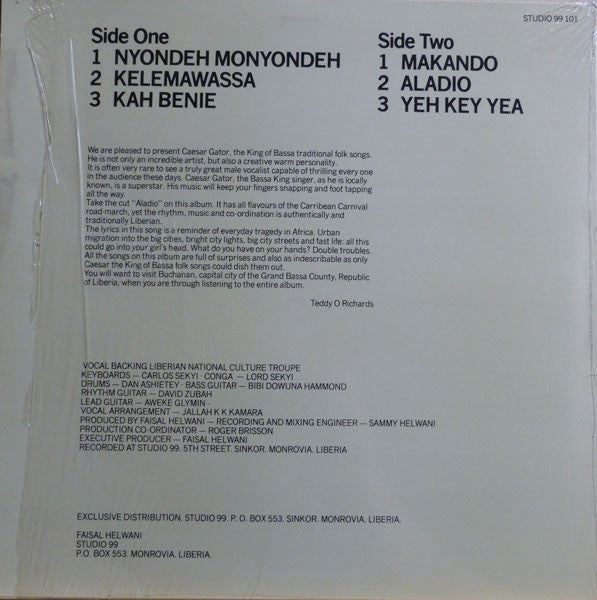 STUDIO 99 101
Side One
1 NYONDEH MONYONDEH
2 KELEMAWASSA
3 KAH BENIE
Side Two
1 MAKANDO
2 ALADIO
3 YEH KEY YEA
We are pleased to present Caesar Gator, the King of Bassa traditional folk songs.
He is not only an incredible artist, but also a creative warm personality.
It is often very rare to see a truly great male vocalist capable of thrilling every one
in the audience these days. Caesar Gator, the Bassa King singer, as he is locally
known, is a superstar. His music will keep your fingers snapping and foot tapping
all the way.
Take the cut "Aladio" on this album. It has all flavours of the Carribean Carnival
road-march, yet the rhythm, music and co-ordination is authentically and
traditionally Liberian.
The lyrics in this song is a reminder of everyday tragedy in Africa. Urban
migration into the big cities, bright city lights, big city streets and fast life: all this
could go into your girl's head. What do you have on your hands? Double troubles.
All the songs on this album are full of surprises and also as indescribable as only
Caesar the King of Bassa folk songs could dish them out.
You will want to visit Buchanan, capital city of the Grand Bassa County, Republic
of Liberia, when you are through listening to the entire album.
Teddy O Richards
VOCAL BACKING LIBERIAN NATIONAL CULTURE TROUPE
KEYBOARDS — CARLOS SEKYI · CONGA — LORD SEKYI
DRUMS — DAN ASHIETEY · BASS GUITAR — BIBI DOWUNA HAMMOND
RHYTHM GUITAR — DAVID ZUBAH
LEAD GUITAR — AWEKE GLYMIN ·
VOCAL ARRANGEMENT — JALLAH K K KAMARA
PRODUCED BY FAISAL HELWANI — RECORDING AND MIXING ENGINEER — SAMMY HELWANI
PRODUCTION CO-ORDINATOR — ROGER BRISSON
EXECUTIVE PRODUCER — FAISAL HELWANI
RECORDED AT STUDIO 99. 5TH STREET. SINKOR. MONROVIA. LIBERIA
EXCLUSIVE DISTRIBUTION. STUDIO 99. P. O. BOX 553. SINKOR. MONROVIA. LIBERIA.
FAISAL HELWANI
STUDIO 99
P.O. BOX 553. MONROVIA. LIBERIA.